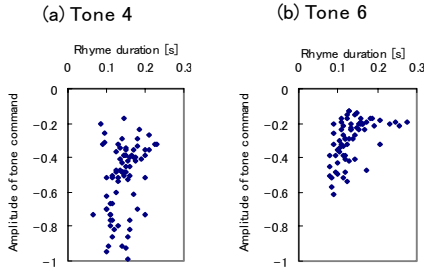 (a) Tone 4
Rhyme duration [s]
0 0.1 0.2 0.3
0
−0.2
−0.4
−0.6
−0.8
−1
Amplitude of tone command
(b) Tone 6
Rhyme duration [s]
0 0.1 0.2 0.3
0
−0.2
−0.4
−0.6
−0.8
−1
Amplitude of tone command